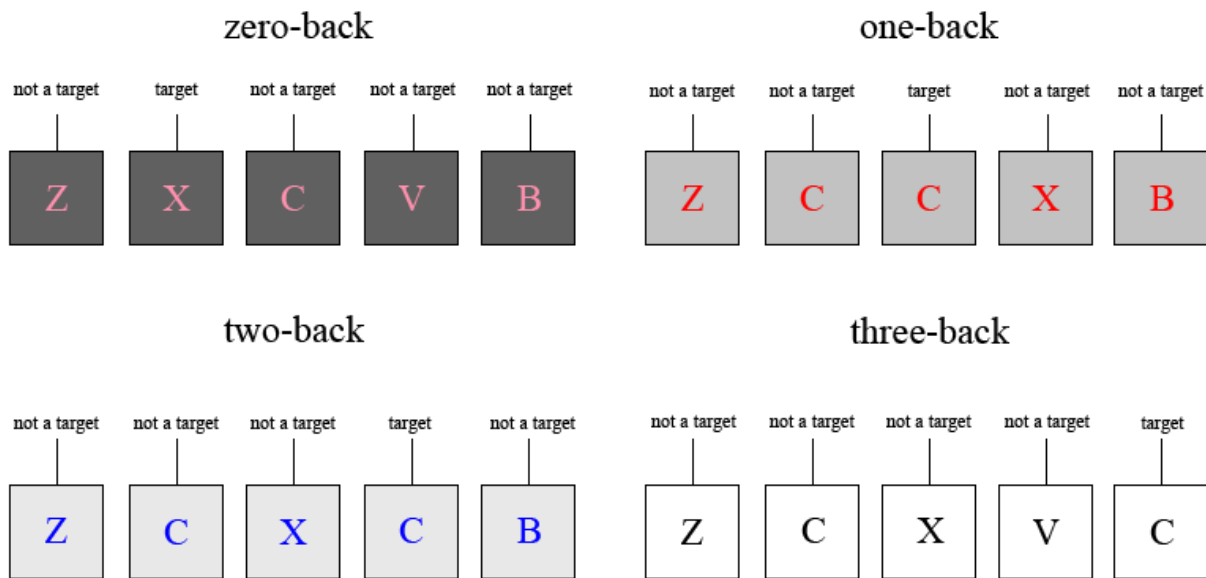 zero-back
not a target target not a target not a target not a target
Z X C V B
one-back
not a target not a target target not a target not a target
Z C C X B
two-back
not a target not a target not a target target not a target
Z C X C B
three-back
not a target not a target not a target not a target target
Z C X V C